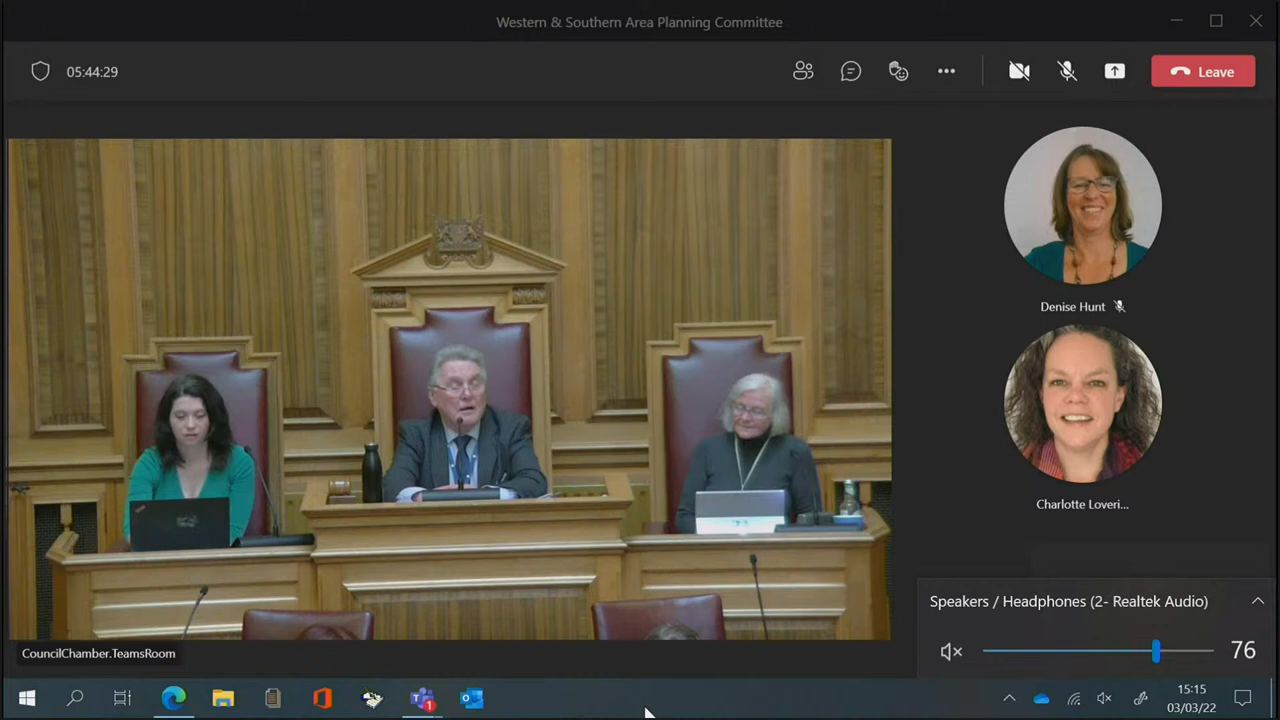 Western & Southern Area Planning Committee
05:44:29
Leave
Denise Hunt
Charlotte Loveri...
CouncilChamber.TeamsRoom
Speakers / Headphones (2- Realtek Audio)
76
1
15:15
03/03/22